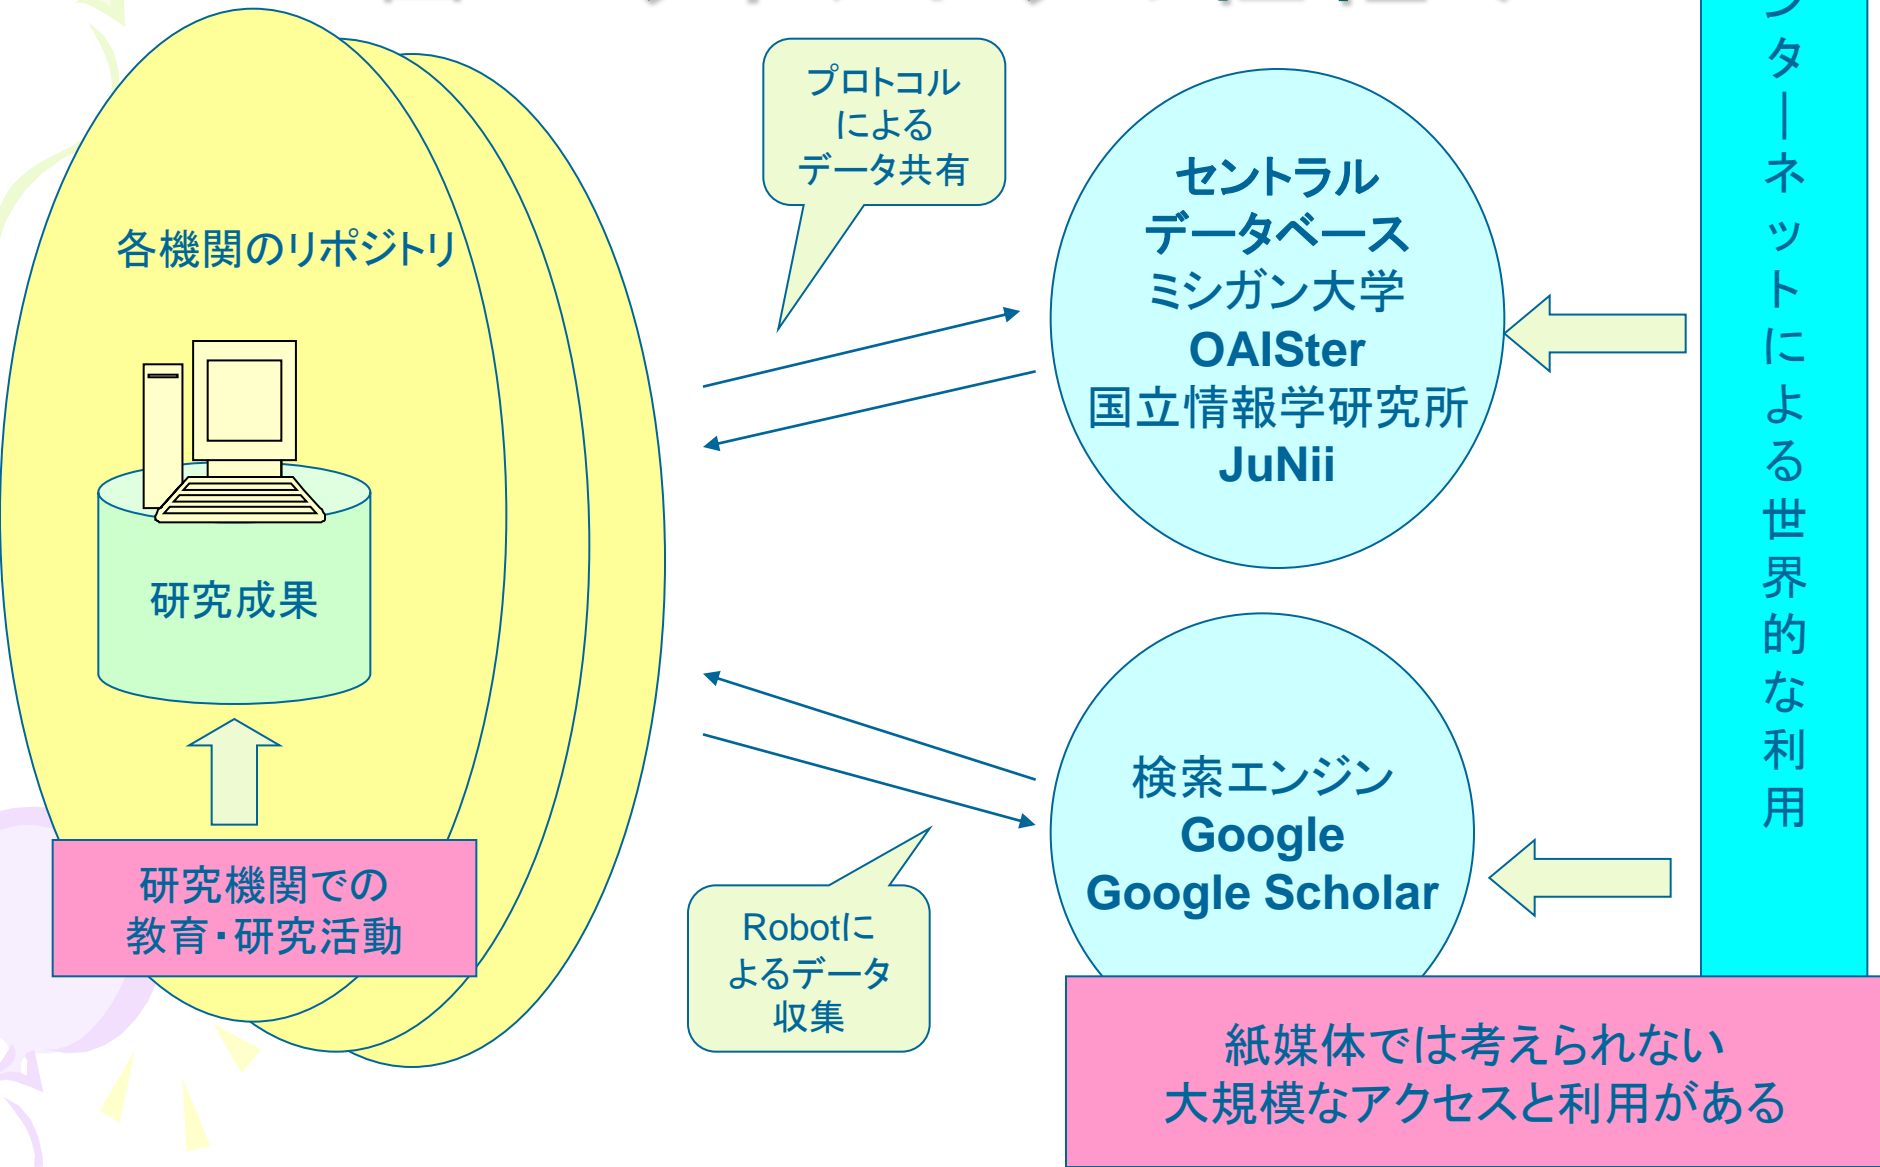 プロトコル
による
データ共有
各機関のリポジトリ
セントラル
データベース
ミシガン大学
OAISter
国立情報学研究所
JuNii
研究成果
研究機関での
教育・研究活動
検索エンジン
Google
Google Scholar
Robotに
よるデータ
収集
ンターネットによる世界的な利用
紙媒体では考えられない
大規模なアクセスと利用がある